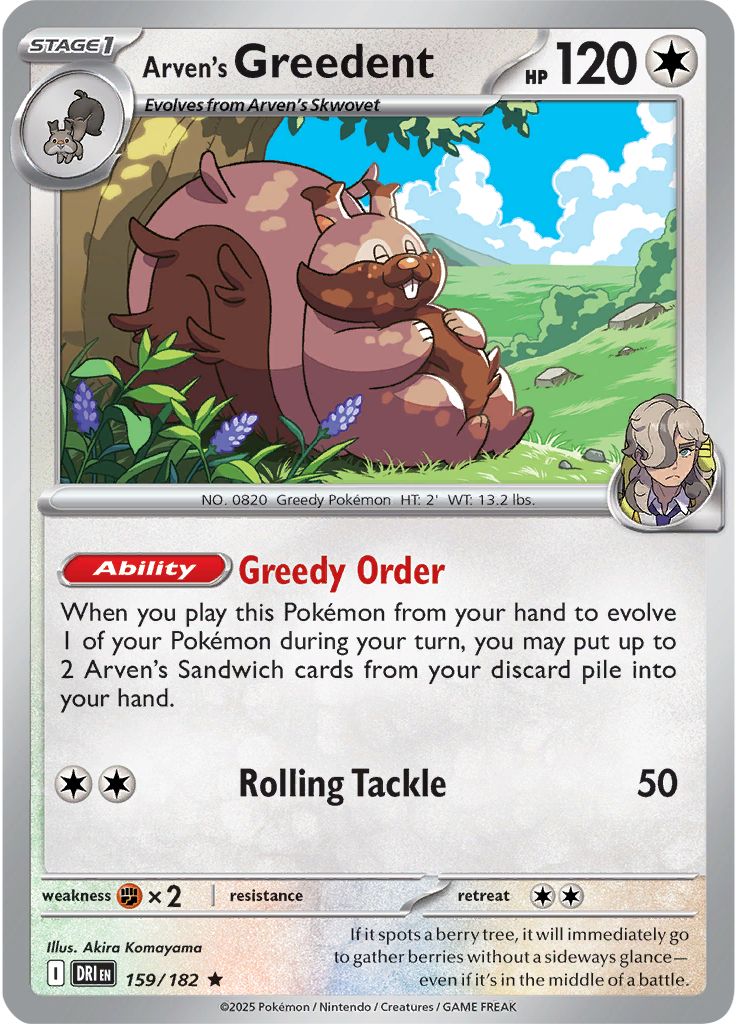 STAGE1
Arven's Greedent HP 120
Evolves from Arven's Skwovet
NO. 0820 Greedy Pokémon HT: 2' WT: 13.2 lbs.
Ability Greedy Order
When you play this Pokémon from your hand to evolve
1 of your Pokémon during your turn, you may put up to
2 Arven's Sandwich cards from your discard pile into
your hand.
Rolling Tackle 50
weakness ×2 resistance retreat
Illus. Akira Komayama
I DRI EN 159/182 ★
If it spots a berry tree, it will immediately go
to gather berries without a sideways glance—
even if it's in the middle of a battle.
©2025 Pokémon / Nintendo / Creatures / GAME FREAK